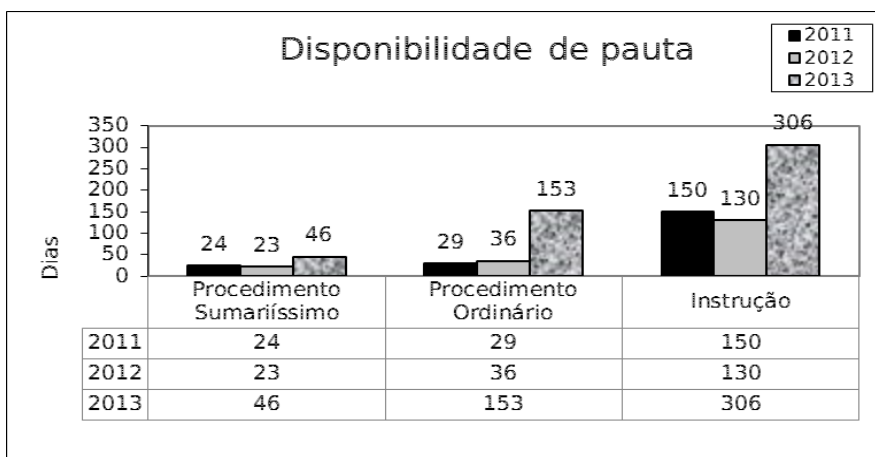 Disponibilidade de pauta
2011
2012
2013
Dias
350
300
250
200
150
100
50
0
24
23
46
29
36
153
150
130
306
Procedimento
Sumariíssimo
Procedimento
Ordinário
Instrução
2011 24 29 150
2012 23 36 130
2013 46 153 306